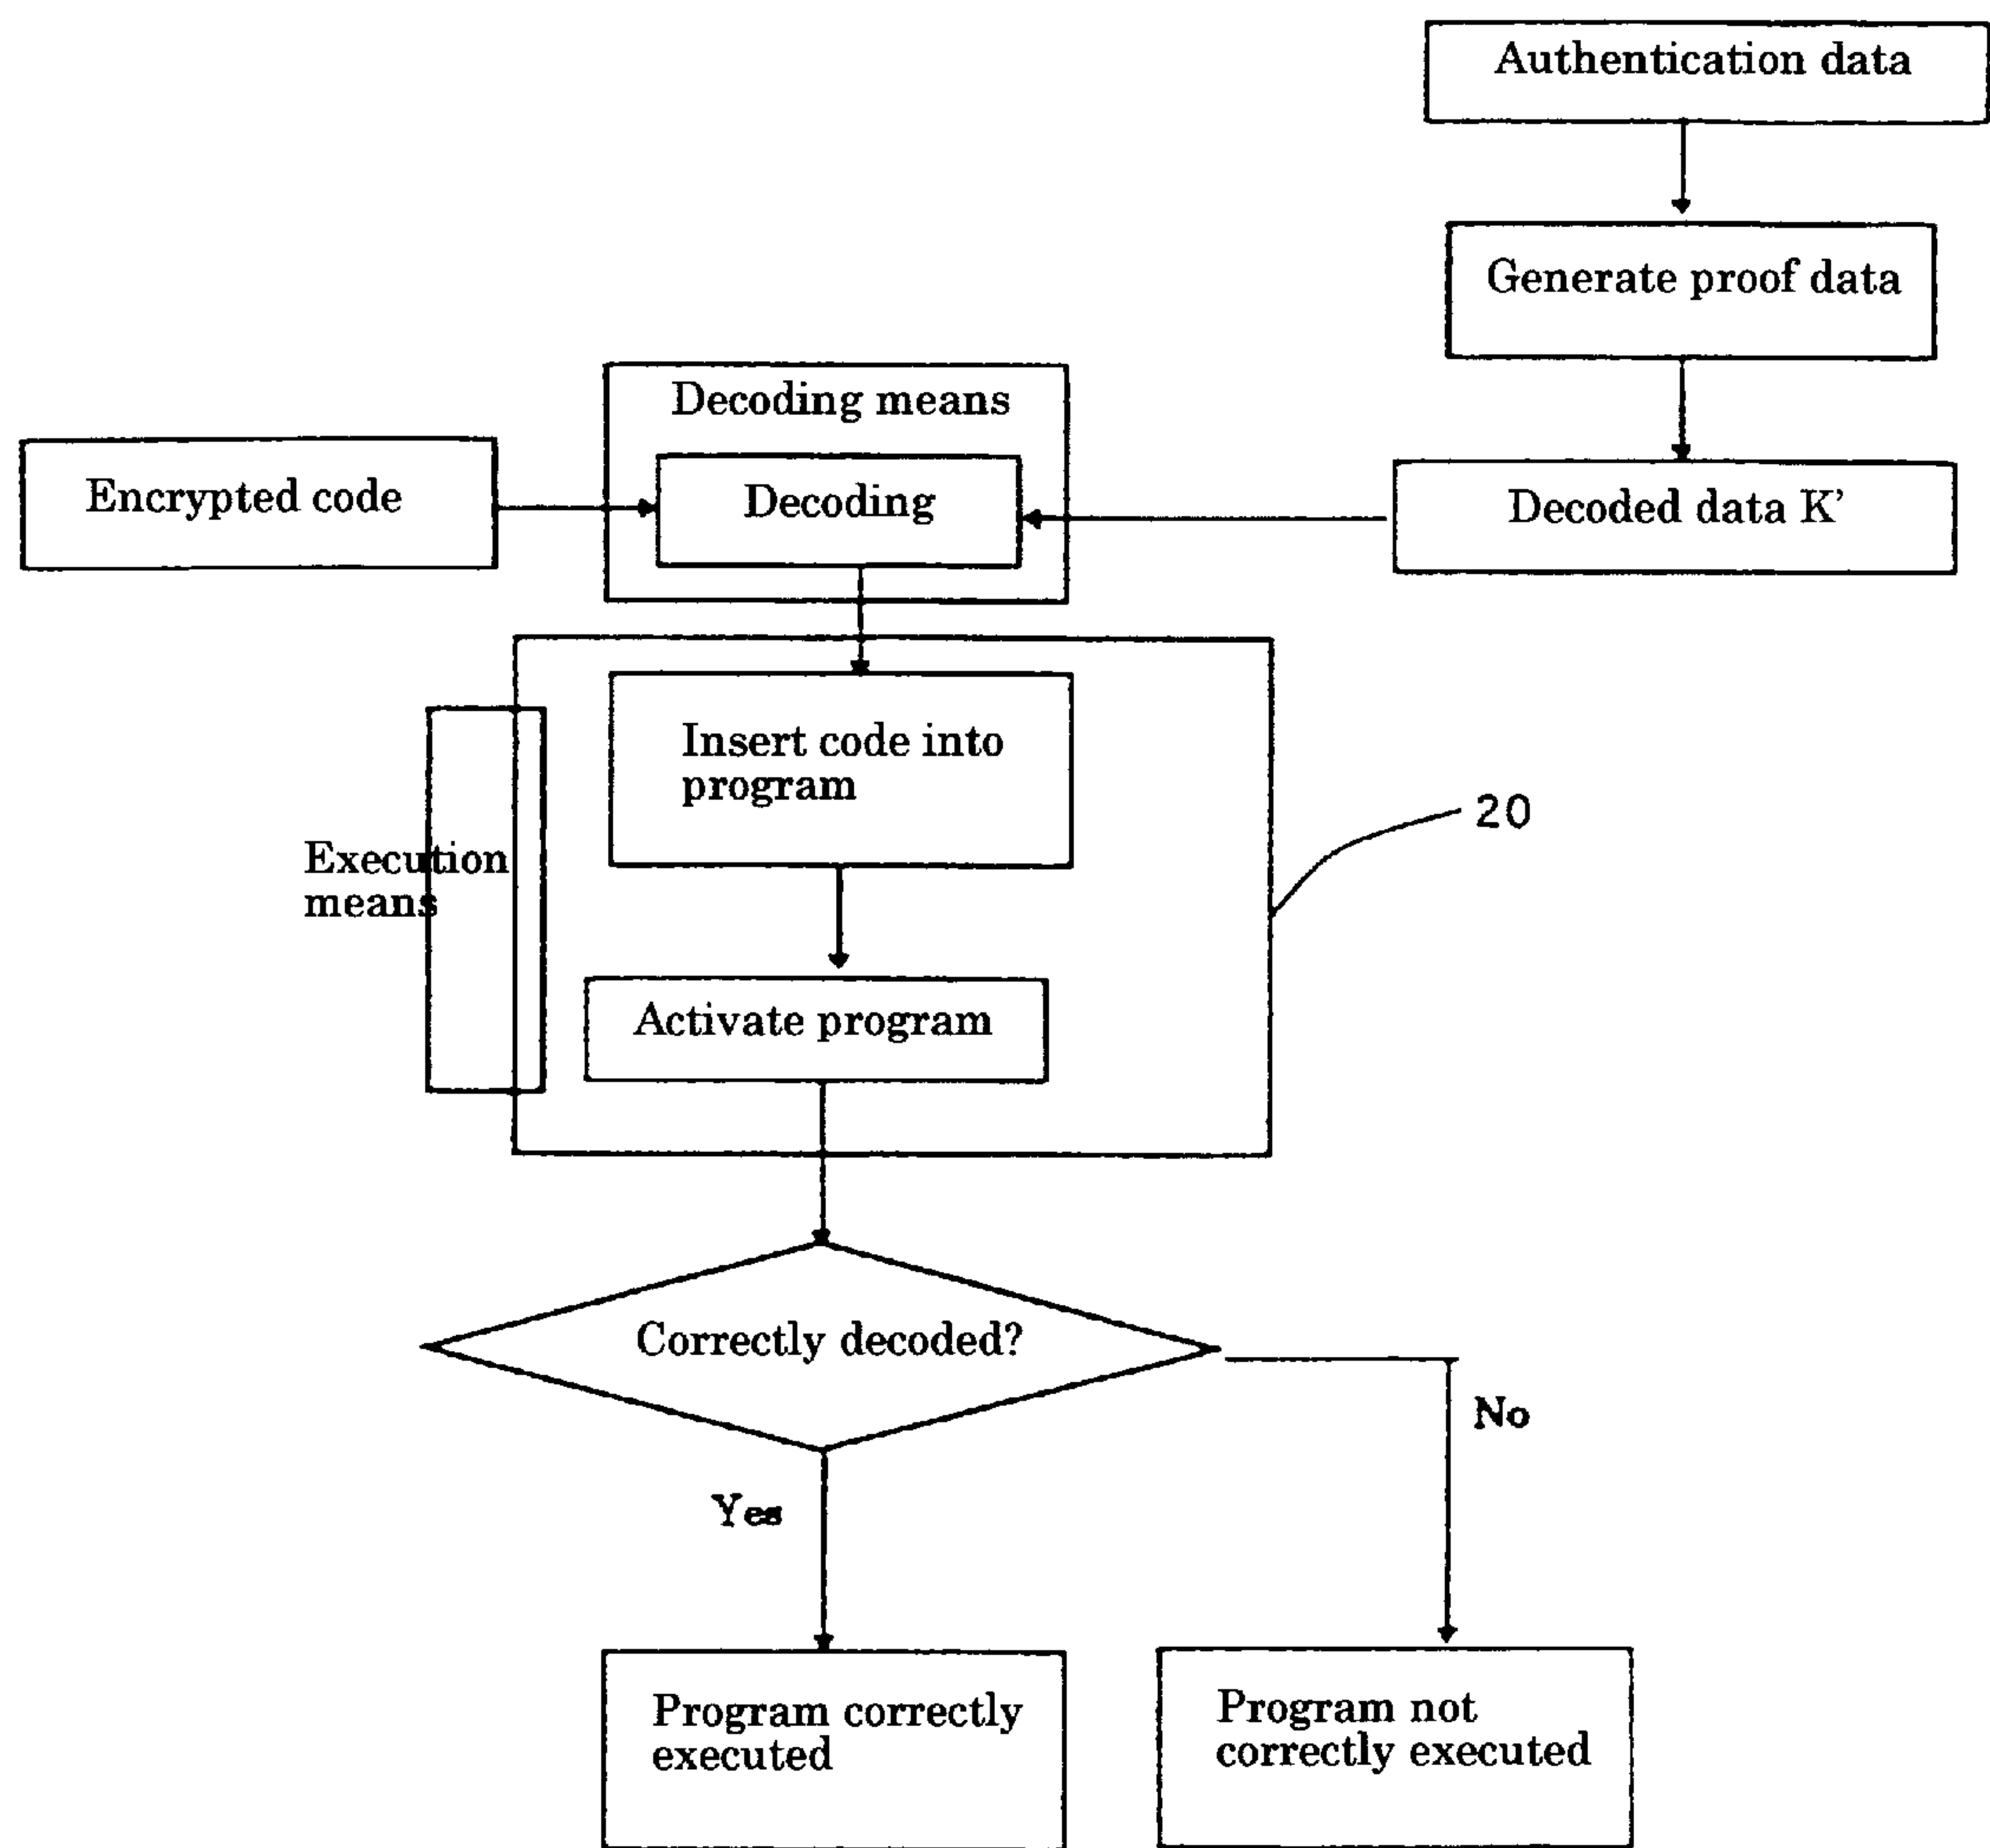 Authentication data
Generate proof data
Decoding means
Encrypted code
Decoding
Decoded data K'
Insert code into
program
Execution
means
20
Activate program
Correctly decoded?
No
Yes
Program correctly
executed
Program not
correctly executed